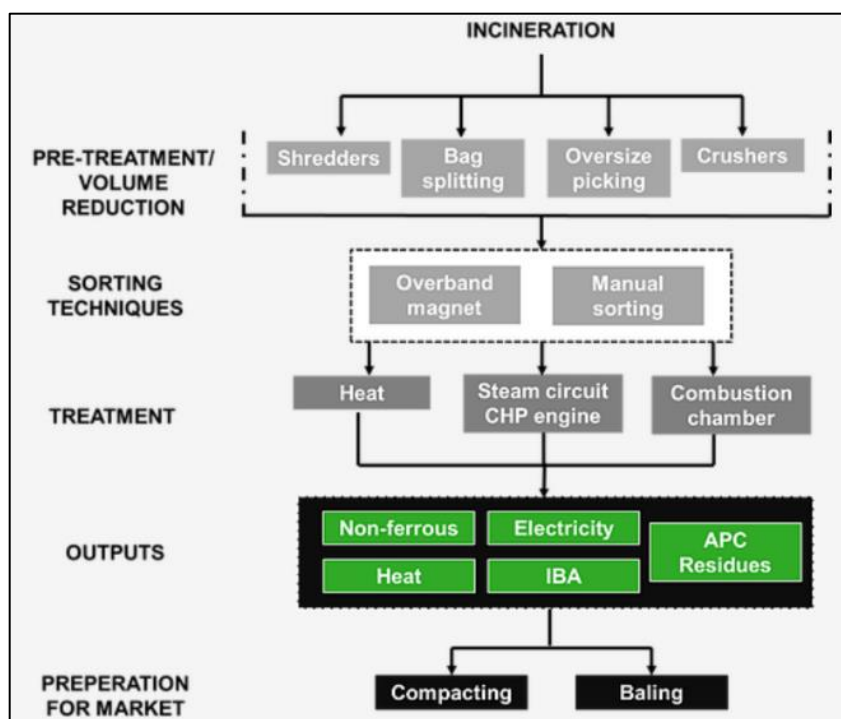 INCINERATION
PRE-TREATMENT/
VOLUME
REDUCTION
Shredders
Bag
splitting
Oversize
picking
Crushers
SORTING
TECHNIQUES
Overband
magnet
Manual
sorting
TREATMENT
Heat
Steam circuit
CHP engine
Combustion
chamber
OUTPUTS
Non-ferrous
Electricity
APC
Residues
Heat
IBA
PREPERATION
FOR MARKET
Compacting
Baling